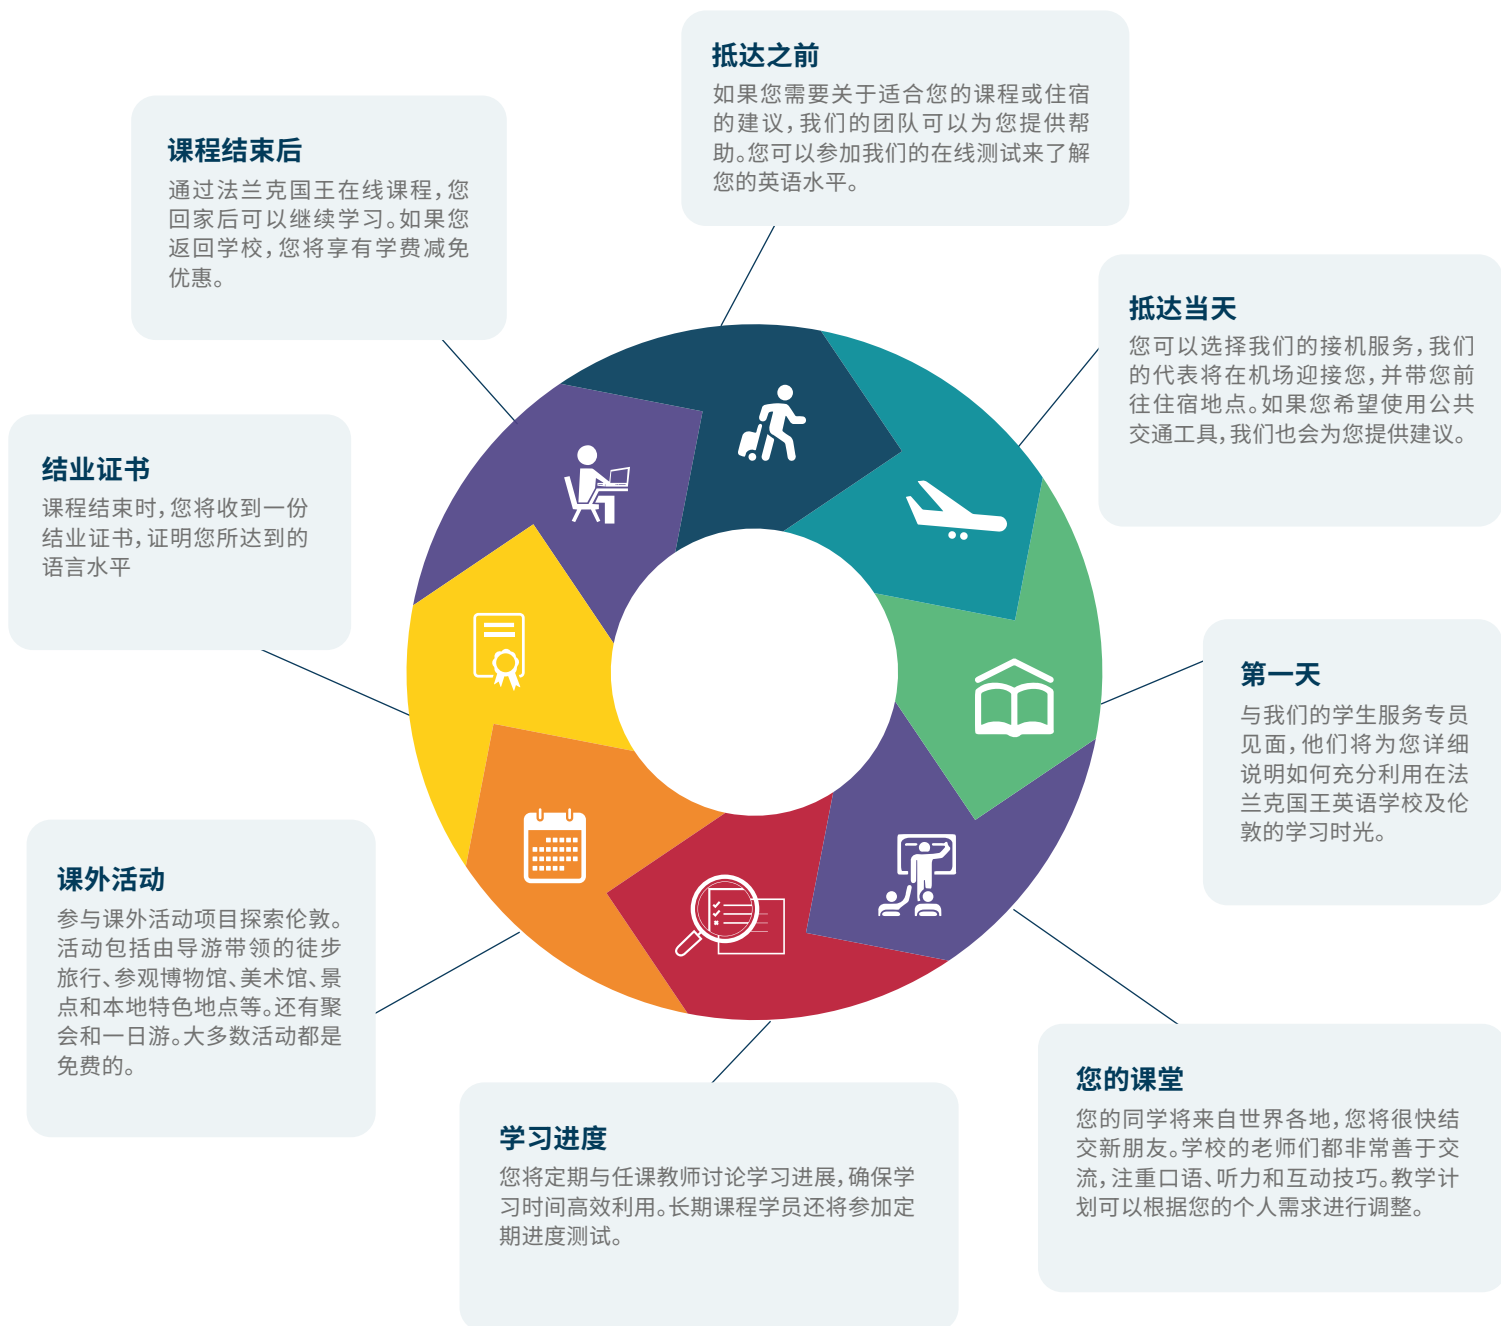 抵达之前
如果您需要关于适合您的课程或住宿
的建议，我们的团队可以为您提供帮
助。您可以参加我们的在线测试来了解
您的英语水平。
抵达当天
您可以选择我们的接机服务，我们
的代表将在机场迎接您，并带您前
往住宿地点。如果您希望使用公共
交通工具，我们也会为您提供建议。
第一天
与我们的学生服务专员
见面，他们将为您详细
说明如何充分利用在法
兰克国王英语学校及伦
敦的学习时光。
您的课堂
您的同学将来自世界各地，您将很快结
交新朋友。学校的老师们都非常善于交
流，注重口语、听力和互动技巧。教学计
划可以根据您的个人需求进行调整。
学习进度
您将定期与任课教师讨论学习进展，确保学
习时间高效利用。长期课程学员还将参加定
期进度测试。
课外活动
参与课外活动项目探索伦敦。
活动包括由导游带领的徒步
旅行、参观博物馆、美术馆、景
点和本地特色地点等。还有聚
会和一日游。大多数活动都是
免费的。
结业证书
课程结束时，您将收到一份
结业证书，证明您所达到的
语言水平
课程结束后
通过法兰克国王在线课程，您
回家后可以继续学习。如果您
返回学校，您将享有学费减免
优惠。